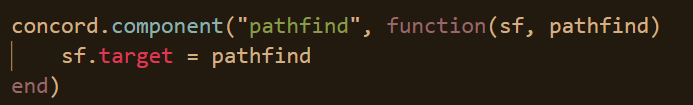 concord.component("pathfind", function(sf, pathfind)
    sf.target = pathfind
end)